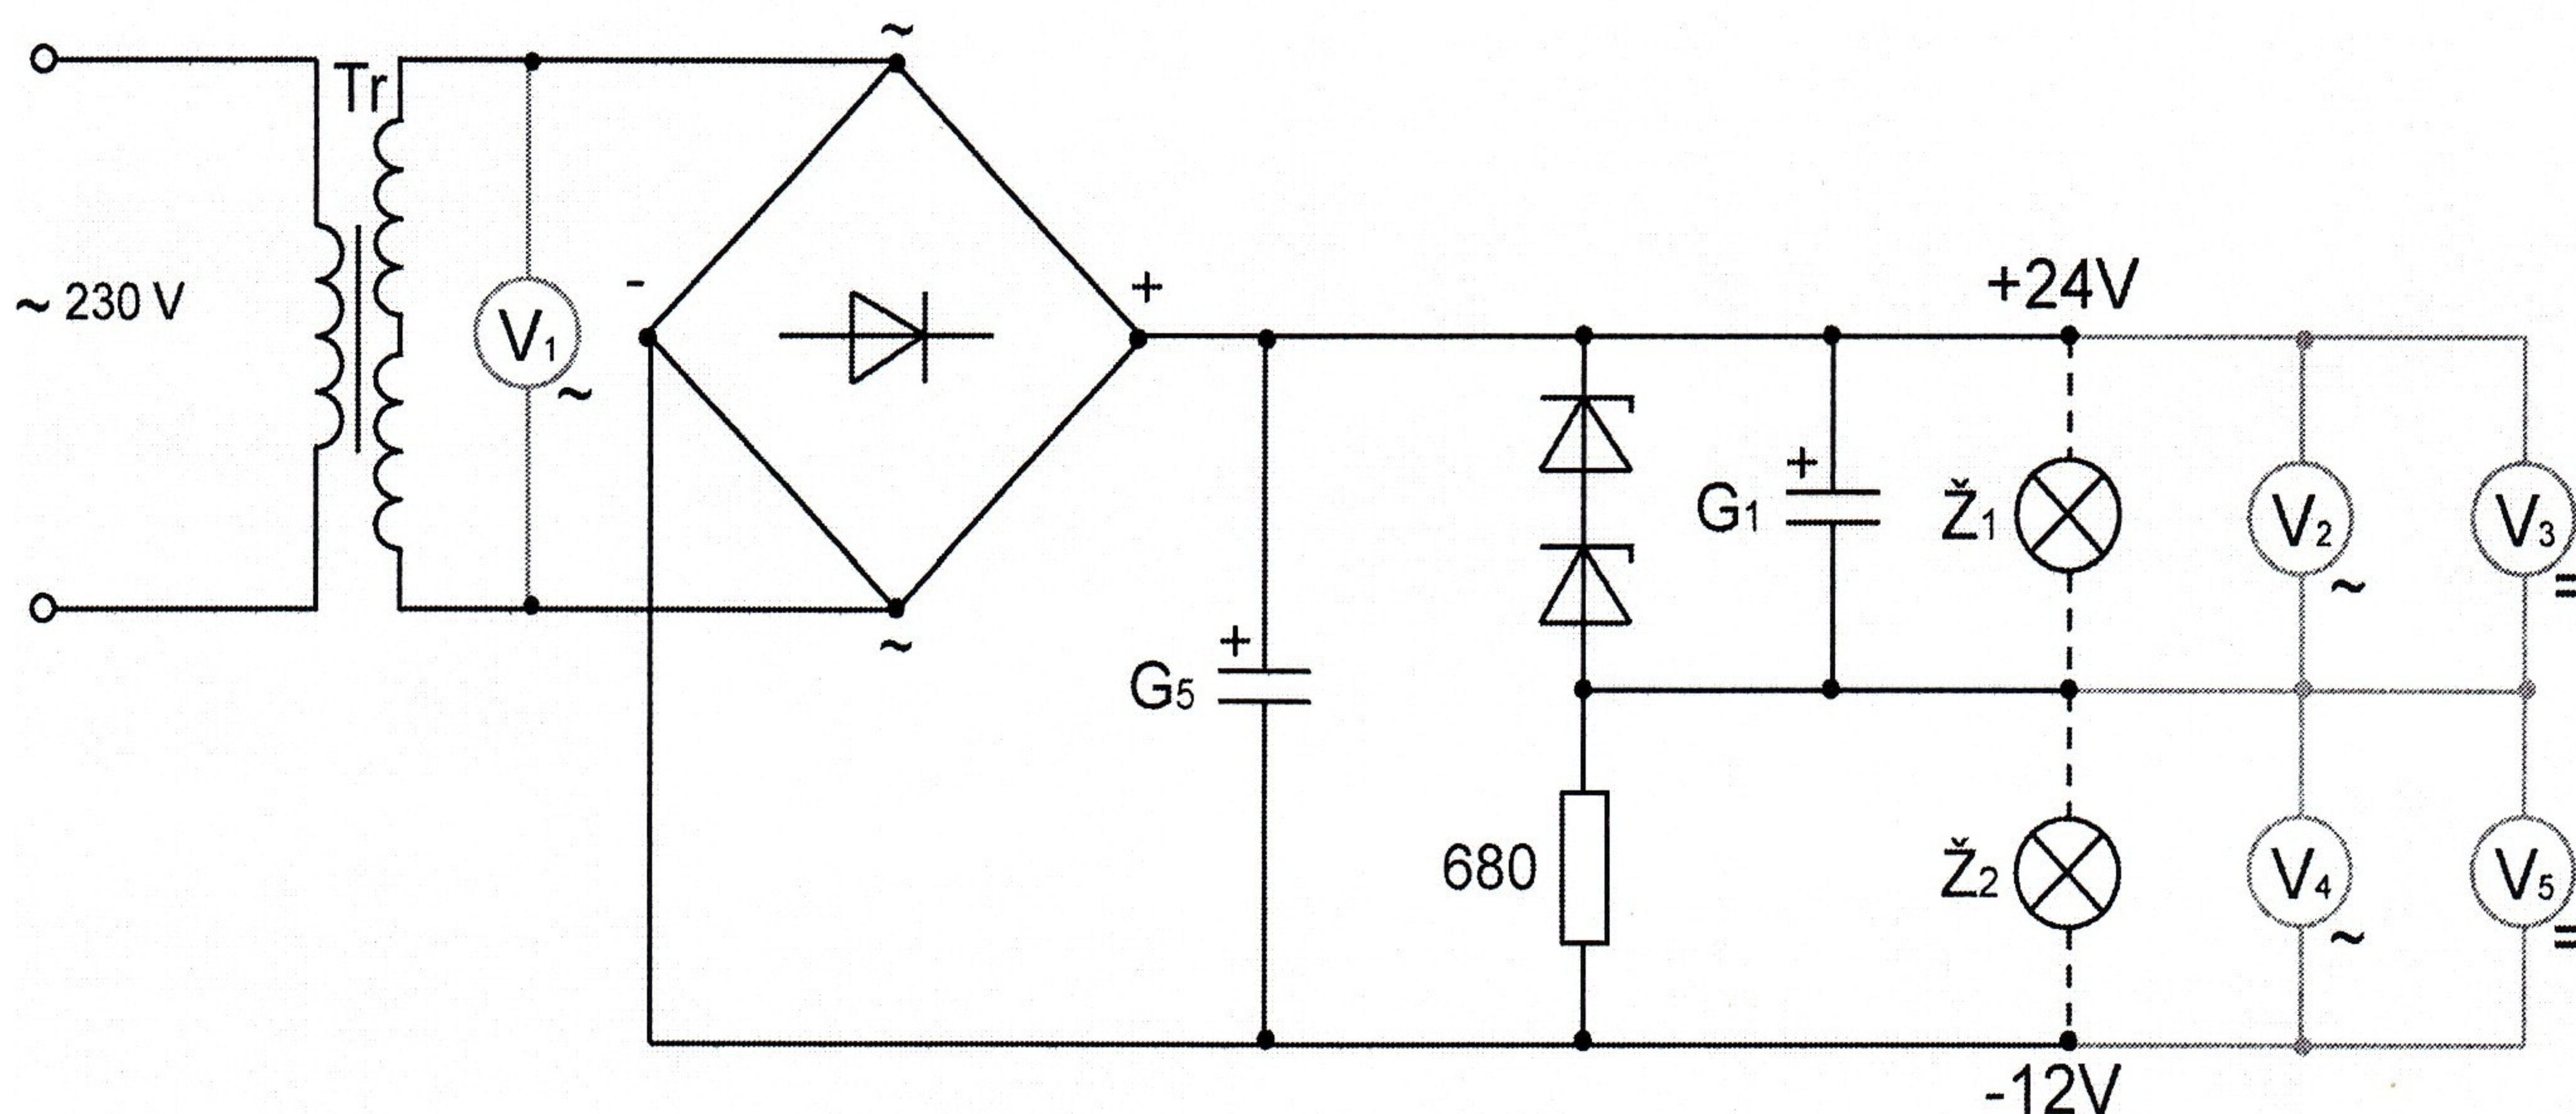 ~
Tr
~ 230 V
V1
~
-
+
~
+24V
G5
+
G1
+
Ž1
V2
~
V3
=
680
Ž2
V4
~
V5
=
-12V